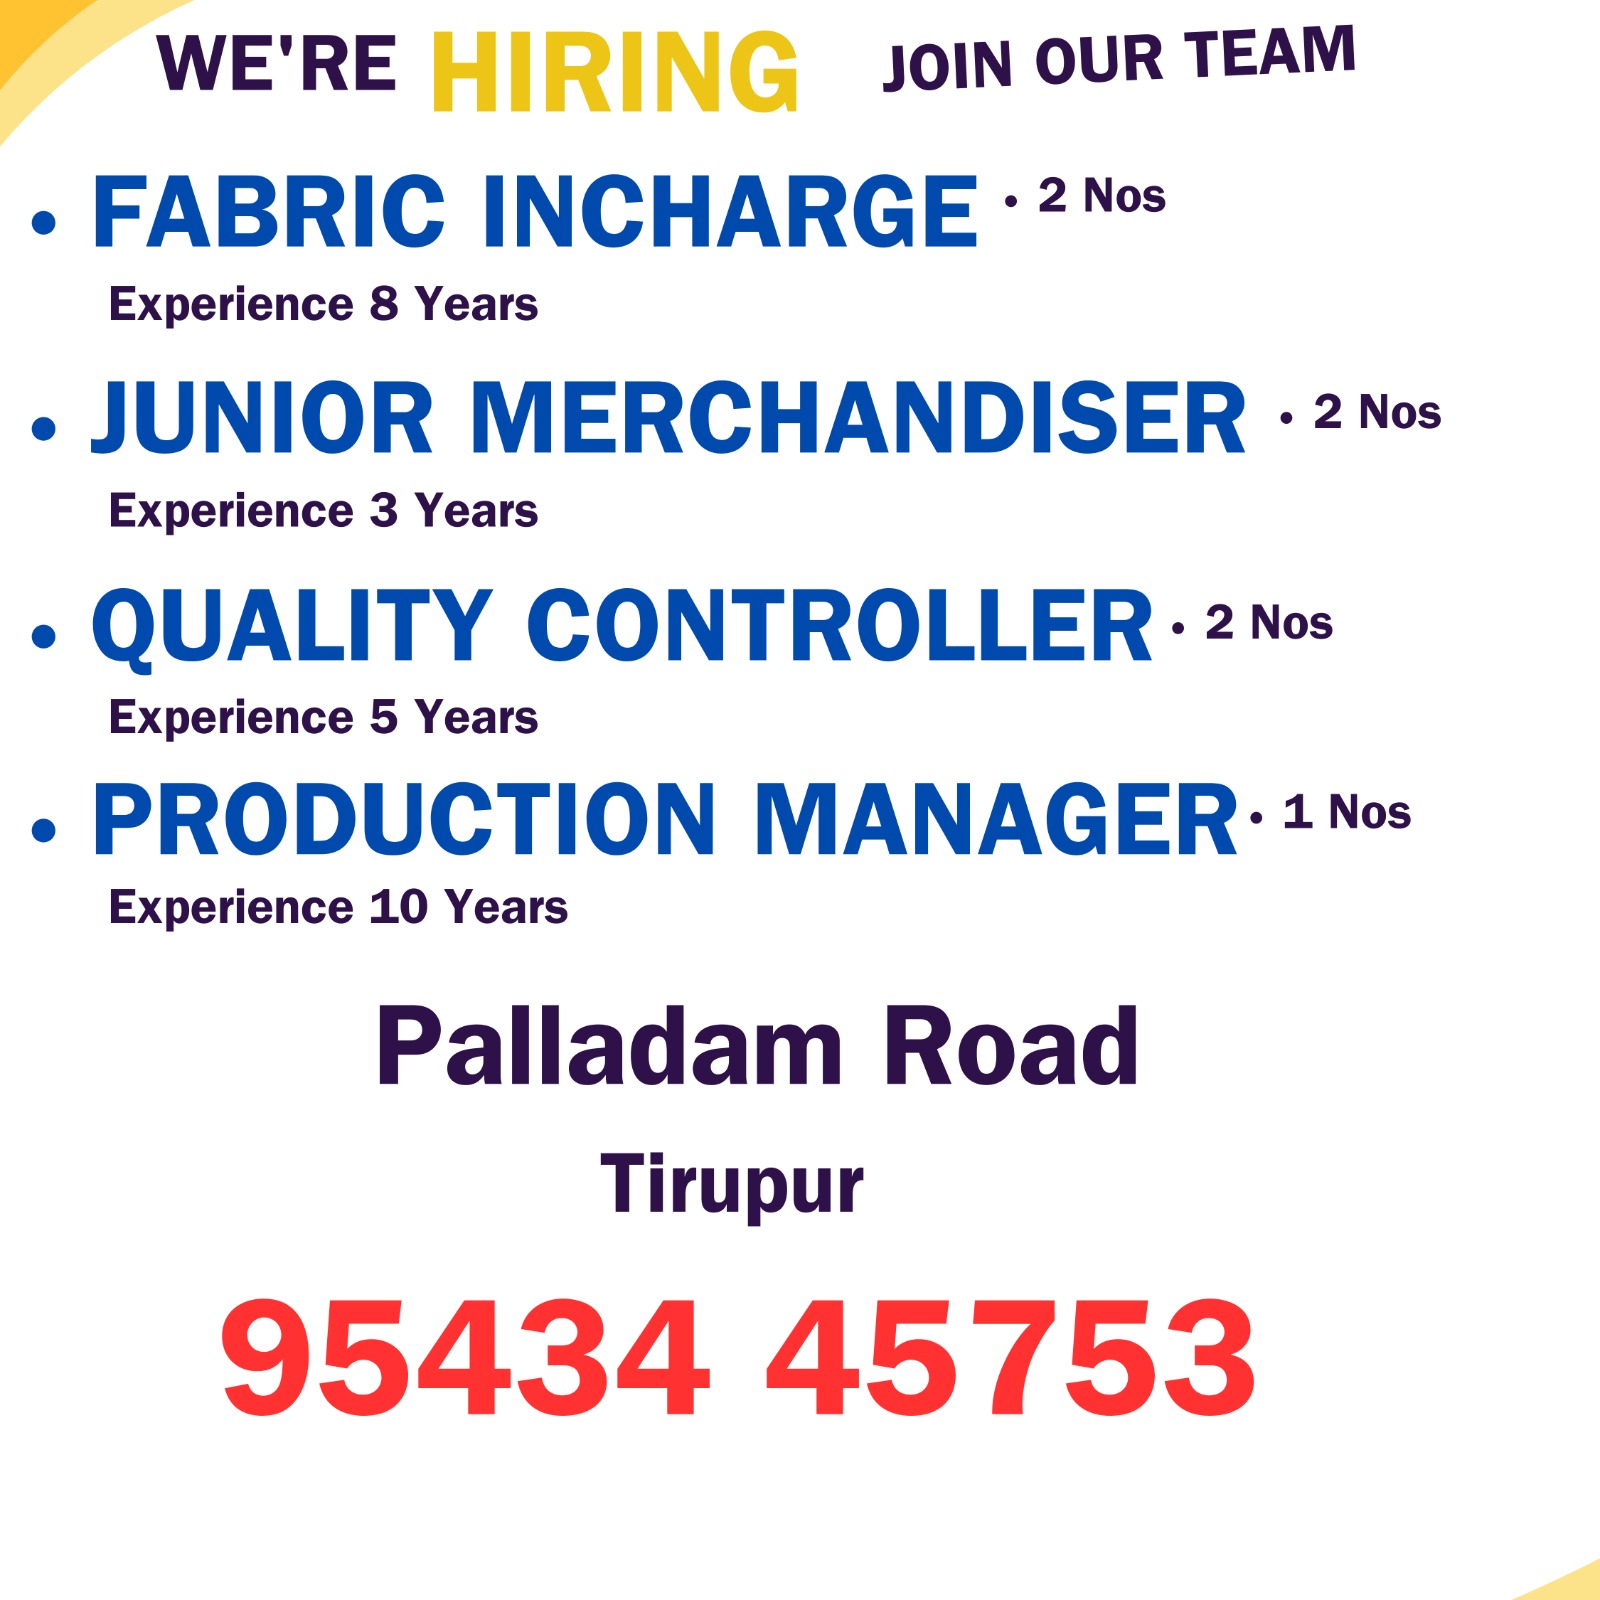 WE'RE HIRING JOIN OUR TEAM
• FABRIC INCHARGE • 2 Nos
Experience 8 Years
• JUNIOR MERCHANDISER • 2 Nos
Experience 3 Years
• QUALITY CONTROLLER • 2 Nos
Experience 5 Years
• PRODUCTION MANAGER • 1 Nos
Experience 10 Years
Palladam Road
Tirupur
95434 45753